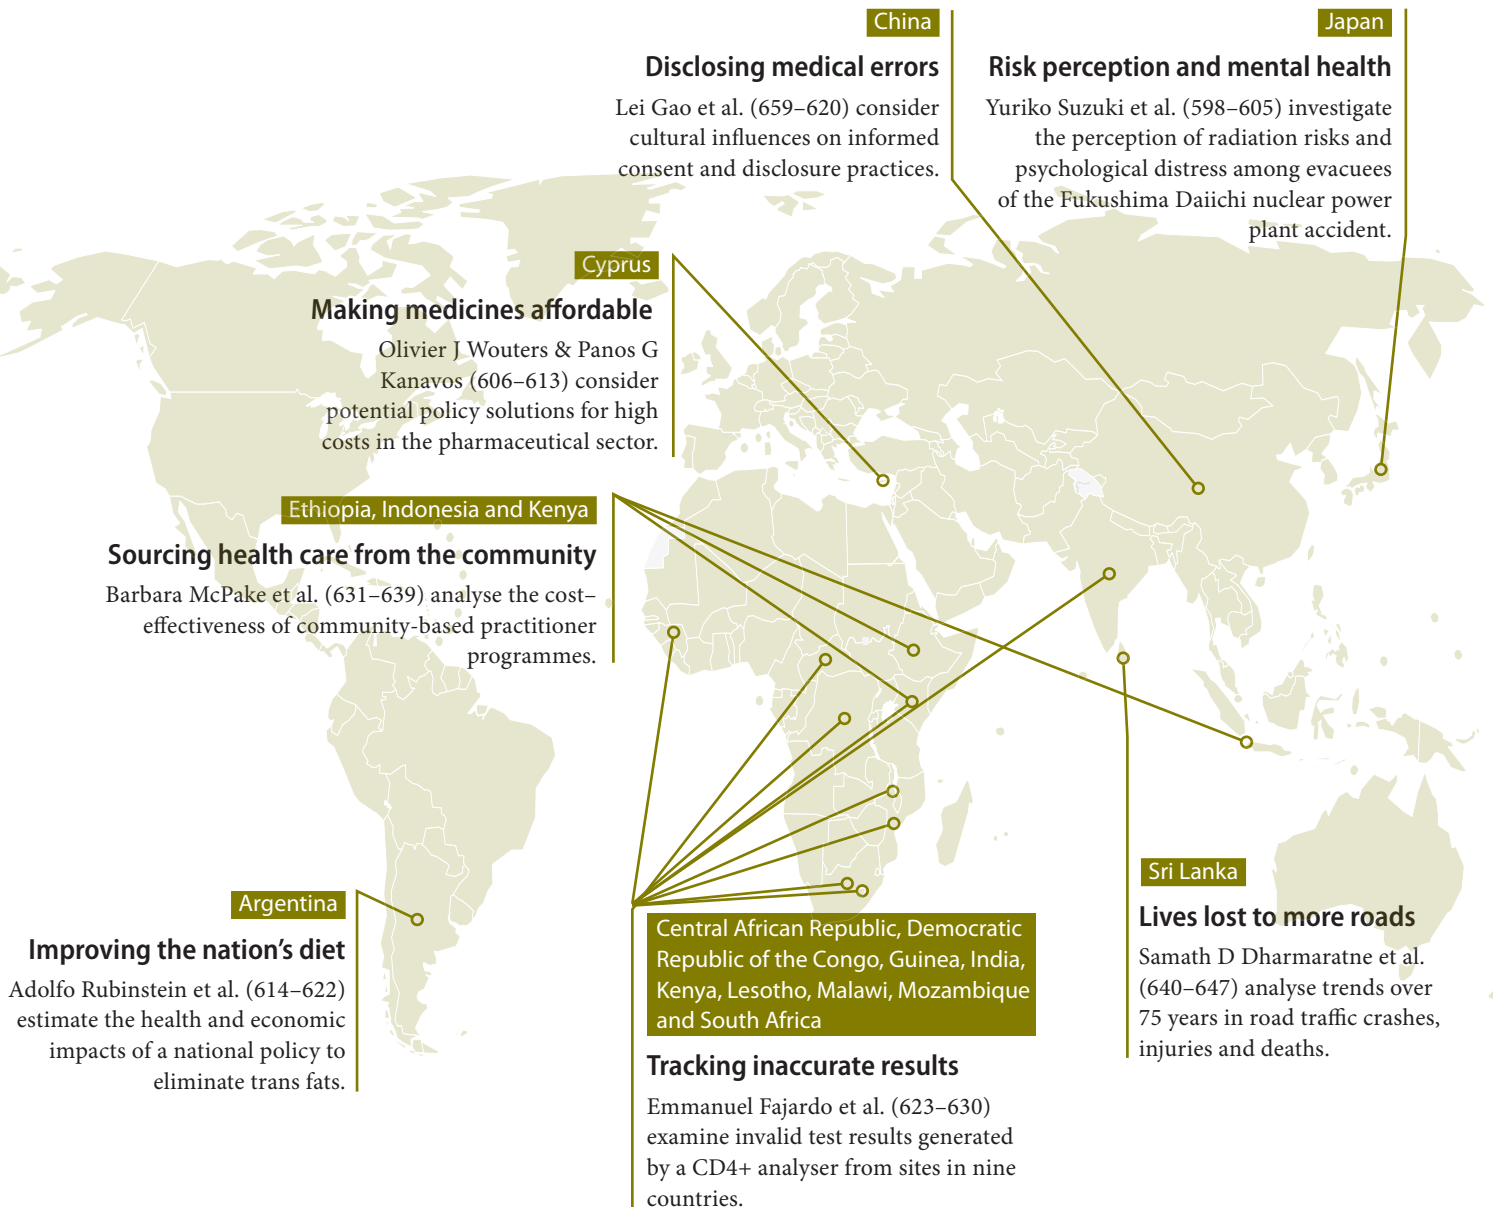 China
Disclosing medical errors
Lei Gao et al. (659–620) consider
cultural influences on informed
consent and disclosure practices.
Japan
Risk perception and mental health
Yuriko Suzuki et al. (598–605) investigate
the perception of radiation risks and
psychological distress among evacuees
of the Fukushima Daiichi nuclear power
plant accident.
Cyprus
Making medicines affordable
Olivier J Wouters & Panos G
Kanavos (606–613) consider
potential policy solutions for high
costs in the pharmaceutical sector.
Ethiopia, Indonesia and Kenya
Sourcing health care from the community
Barbara McPake et al. (631–639) analyse the cost–
effectiveness of community-based practitioner
programmes.
Argentina
Improving the nation’s diet
Adolfo Rubinstein et al. (614–622)
estimate the health and economic
impacts of a national policy to
eliminate trans fats.
Central African Republic, Democratic
Republic of the Congo, Guinea, India,
Kenya, Lesotho, Malawi, Mozambique
and South Africa
Tracking inaccurate results
Emmanuel Fajardo et al. (623–630)
examine invalid test results generated
by a CD4+ analyser from sites in nine
countries.
Sri Lanka
Lives lost to more roads
Samath D Dharmaratne et al.
(640–647) analyse trends over
75 years in road traffic crashes,
injuries and deaths.